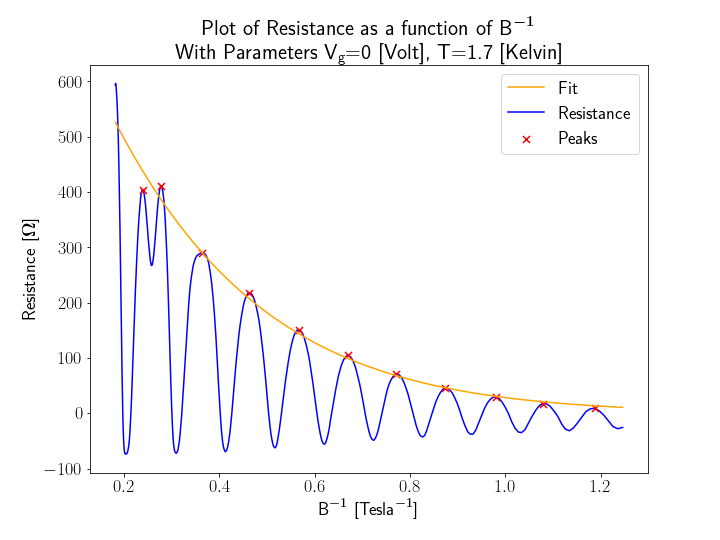 Plot of Resistance as a function of B⁻¹
With Parameters V_g=0 [Volt], T=1.7 [Kelvin]
Fit
Resistance
Peaks
Resistance [Ω]
600
500
400
300
200
100
0
−100
0.2 0.4 0.6 0.8 1.0 1.2
B⁻¹ [Tesla⁻¹]